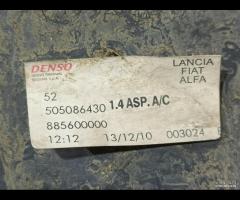 DENSO
LANCIA
FIAT
ALFA
52
505086430 1.4 ASP. A/C
885600000
12:12 13/12/10 003024